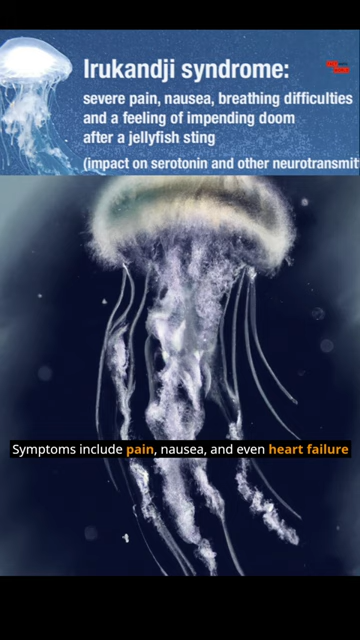 Irukandji syndrome:
severe pain, nausea, breathing difficulties
and a feeling of impending doom
after a jellyfish sting
(impact on serotonin and other neurotransmit
Symptoms include pain, nausea, and even heart failure